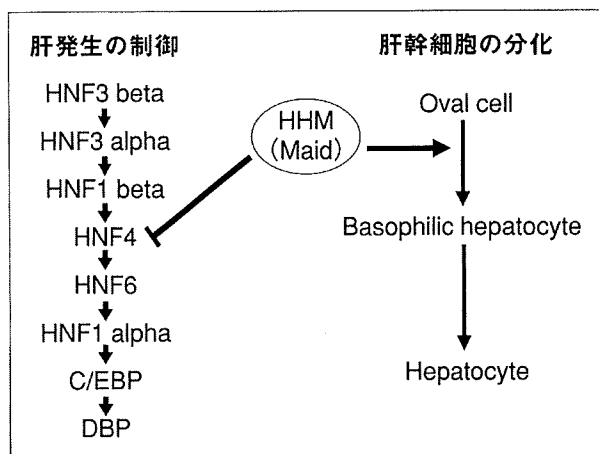 肝発生の制御
HNF3 beta
HNF3 alpha
HNF1 beta
HNF4
HNF6
HNF1 alpha
C/EBP
DBP
HHM
(Maid)
肝幹細胞の分化
Oval cell
Basophilic hepatocyte
Hepatocyte